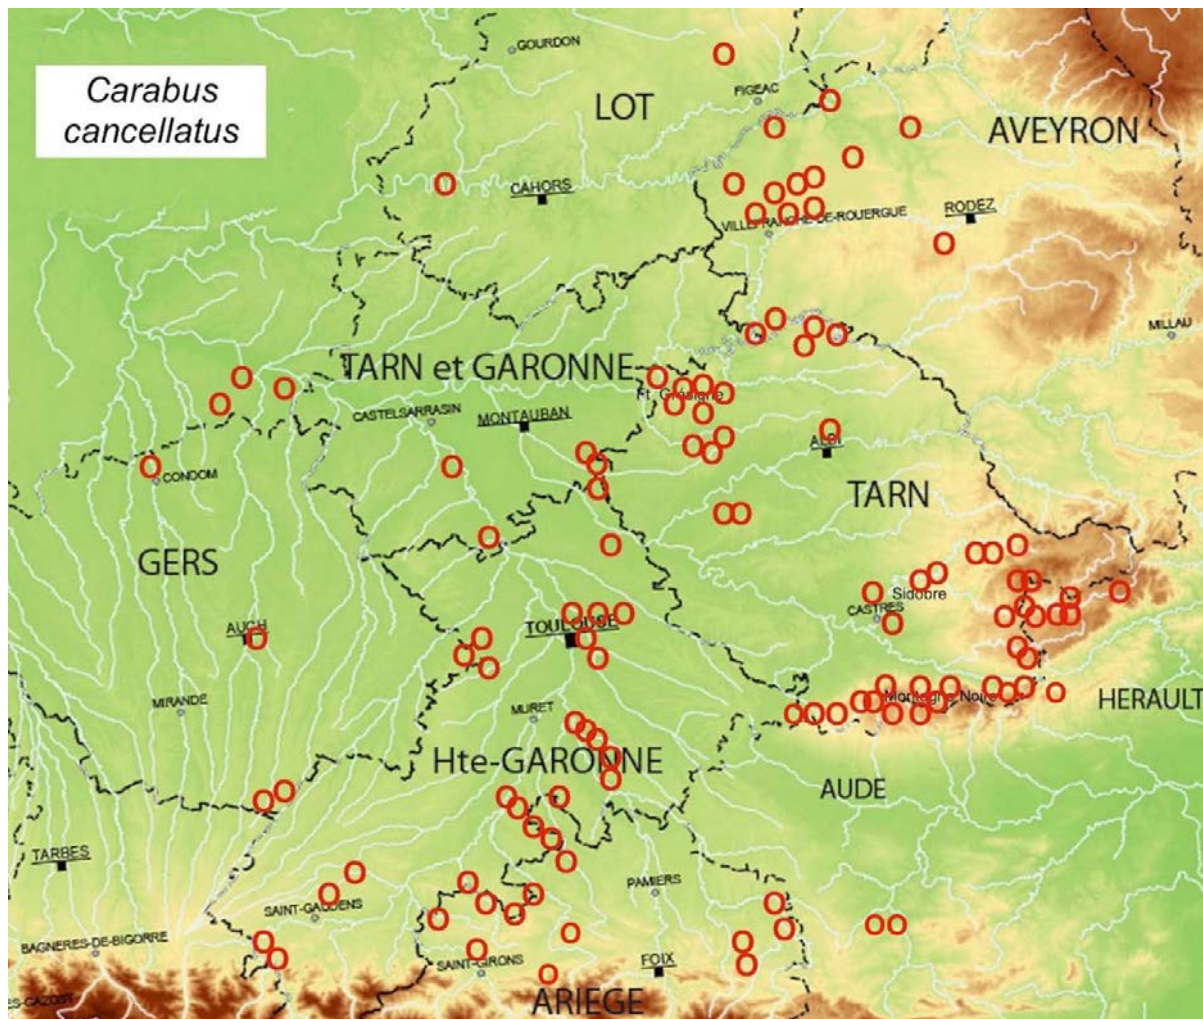 GOURDON
Carabus
cancellatus
FIGEAC
LOT
AVEYRON
CAHORS
RODEZ
VILLEFRANCHE-DE-ROUERGUE
MILLAU
TARN et GARONNE
Ft. Grésigne
CASTELSARRASIN
MONTAUBAN
ALBI
CONDOM
TARN
GERS
Sidobre
CASTRES
AUCH
TOULOUSE
MIRANDE
Montagne Noire
HERAULT
MURET
Hte-GARONNE
AUDE
TARBES
PAMIERS
SAINT-GAUDENS
BAGNERES-DE-BIGORRE
SAINT-GIRONS
FOIX
ARIEGE